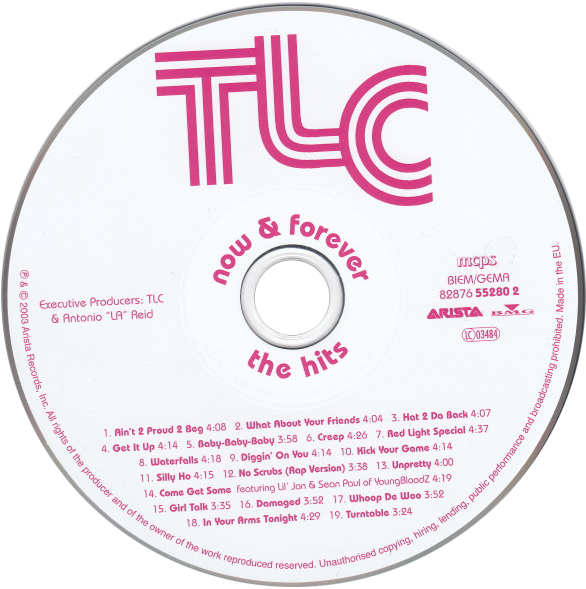 TLC
now & forever
the hits
Executive Producers: TLC
& Antonio "LA" Reid
mcps
BIEM/GEMA
82876 55280 2
ARISTA BMG
LC 03484
1. Ain't 2 Proud 2 Beg 4:08 2. What About Your Friends 4:04 3. Hat 2 Da Back 4:07
4. Get It Up 4:14 5. Baby-Baby-Baby 3:58 6. Creep 4:26 7. Red Light Special 4:37
8. Waterfalls 4:18 9. Diggin' On You 4:14 10. Kick Your Game 4:14
11. Silly Ho 4:15 12. No Scrubs (Rap Version) 3:38 13. Unpretty 4:00
14. Come Get Some featuring Lil' Jon & Sean Paul of YoungBloodZ 4:19
15. Girl Talk 3:35 16. Damaged 3:52 17. Whoop De Woo 3:52
18. In Your Arms Tonight 4:29 19. Turntable 3:24
℗ & © 2003 Arista Records, Inc. All rights of the producer and of the owner of the work reproduced reserved. Unauthorised copying, hiring, lending, public performance and broadcasting prohibited. Made in the EU.